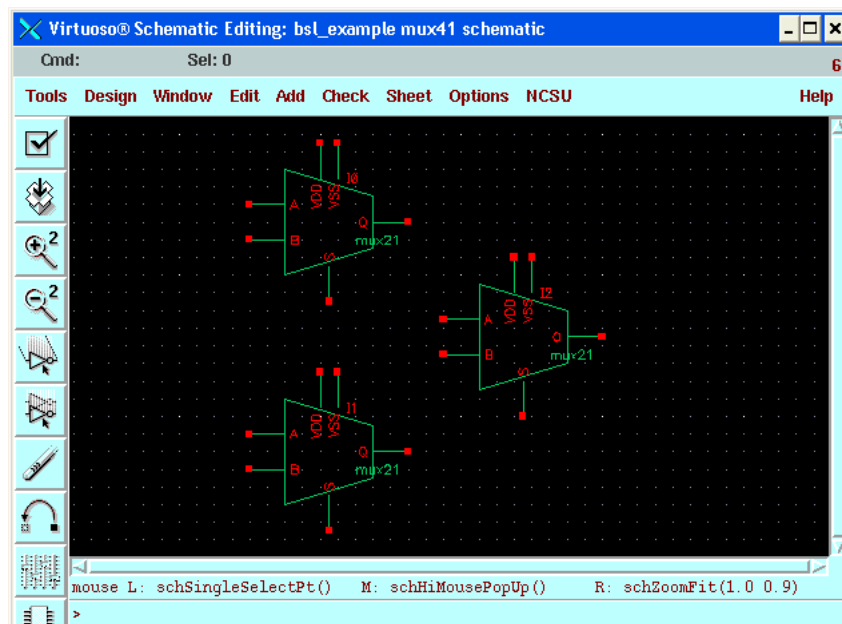 Virtuoso® Schematic Editing: bsl_example mux41 schematic
Cmd: Sel: 0
6
Tools Design Window Edit Add Check Sheet Options NCSU Help
2
2
VDD VSS I0
A
Q
B mux21
S
VDD VSS I2
A
Q
B mux21
S
VDD VSS I1
A
Q
B mux21
S
mouse L: schSingleSelectPt() M: schHiMousePopUp() R: schZoomFit(1.0 0.9)
>